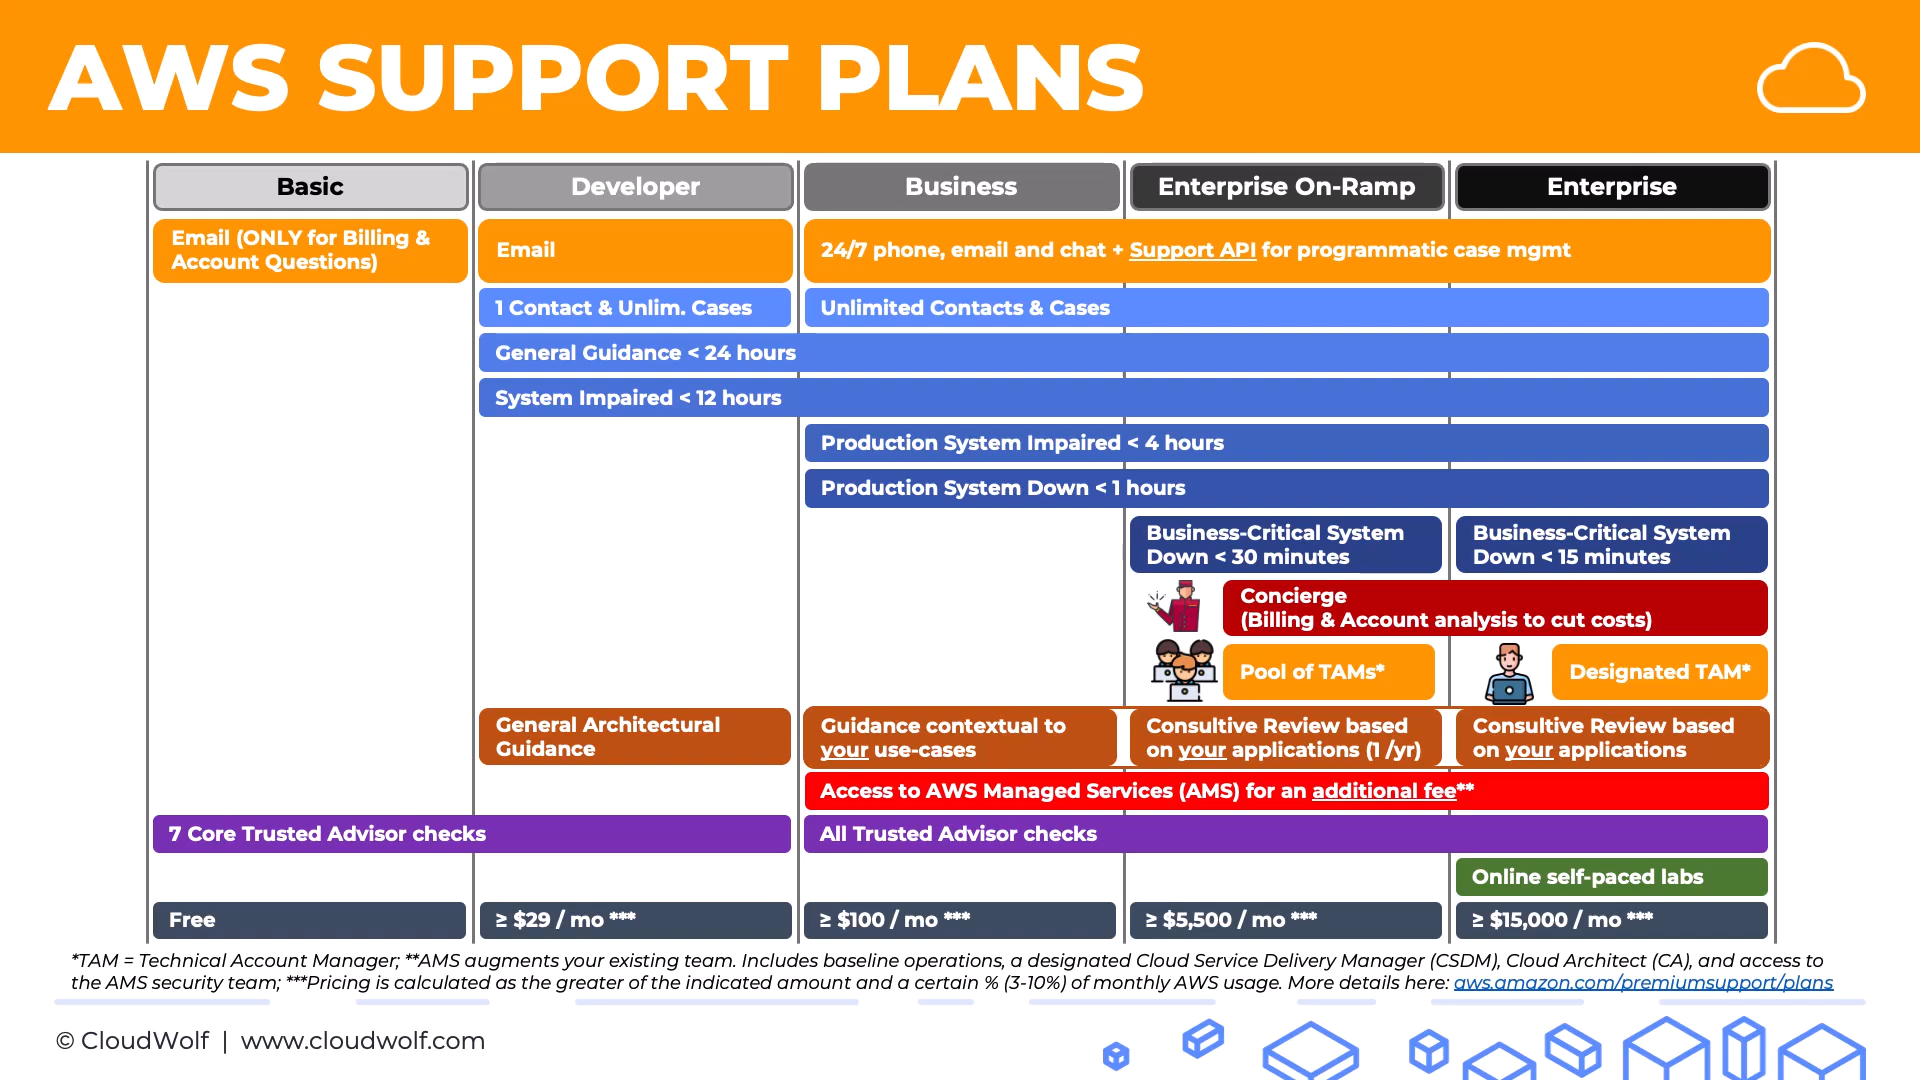 AWS SUPPORT PLANS
Basic
Developer
Business
Enterprise On-Ramp
Enterprise
Email (ONLY for Billing &
Account Questions)
Email
24/7 phone, email and chat + Support API for programmatic case mgmt
1 Contact & Unlim. Cases
Unlimited Contacts & Cases
General Guidance < 24 hours
System Impaired < 12 hours
Production System Impaired < 4 hours
Production System Down < 1 hours
Business-Critical System
Down < 30 minutes
Business-Critical System
Down < 15 minutes
Concierge
(Billing & Account analysis to cut costs)
Pool of TAMs*
Designated TAM*
General Architectural
Guidance
Guidance contextual to
your use-cases
Consultive Review based
on your applications (1 /yr)
Consultive Review based
on your applications
Access to AWS Managed Services (AMS) for an additional fee**
7 Core Trusted Advisor checks
All Trusted Advisor checks
Online self-paced labs
Free
≥ $29 / mo ***
≥ $100 / mo ***
≥ $5,500 / mo ***
≥ $15,000 / mo ***
*TAM = Technical Account Manager; **AMS augments your existing team. Includes baseline operations, a designated Cloud Service Delivery Manager (CSDM), Cloud Architect (CA), and access to
the AMS security team; ***Pricing is calculated as the greater of the indicated amount and a certain % (3-10%) of monthly AWS usage. More details here: aws.amazon.com/premiumsupport/plans
© CloudWolf | www.cloudwolf.com